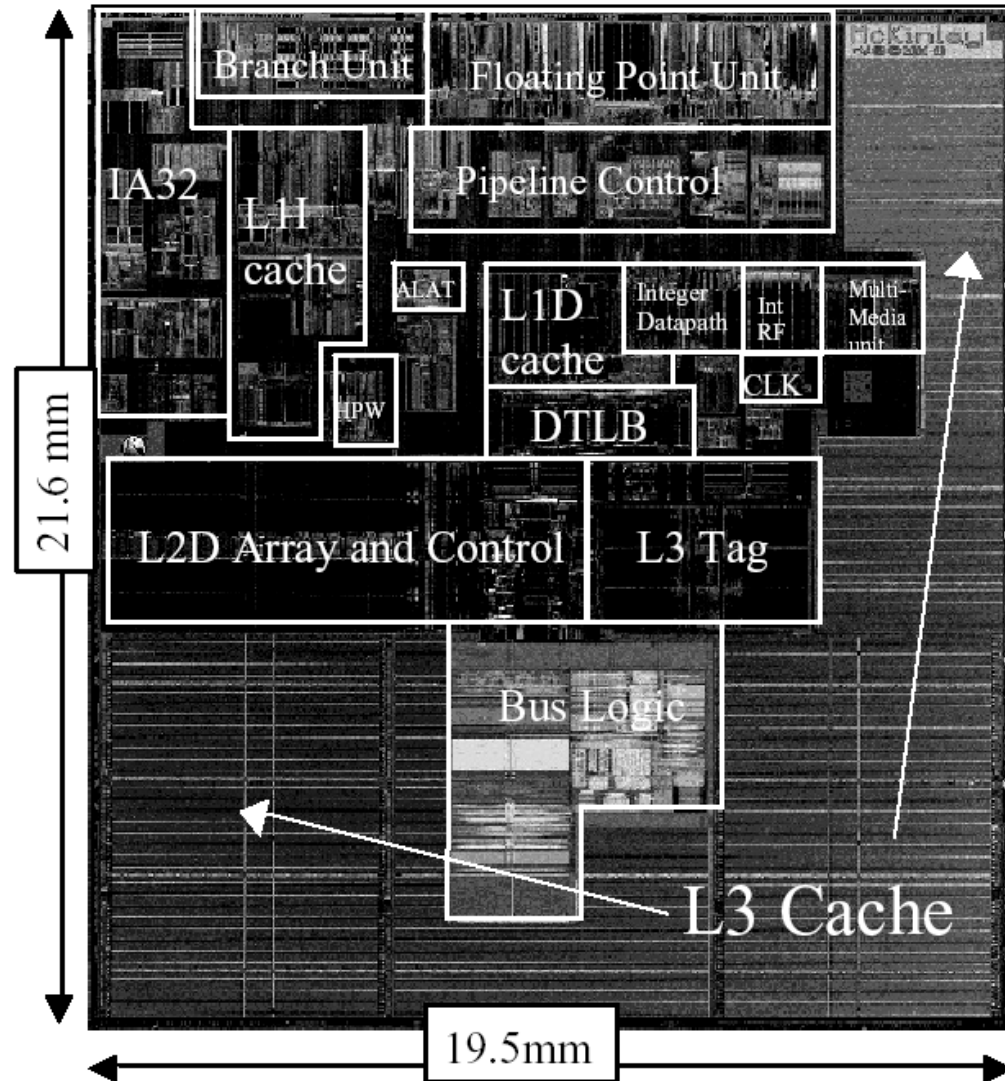 McKinley
Branch Unit
Floating Point Unit
IA32
Pipeline Control
L1I
cache
ALAT
L1D
cache
Integer
Datapath
Int
RF
Multi-
Media
unit
HPW
CLK
DTLB
21.6 mm
L2D Array and Control
L3 Tag
Bus Logic
L3 Cache
19.5mm